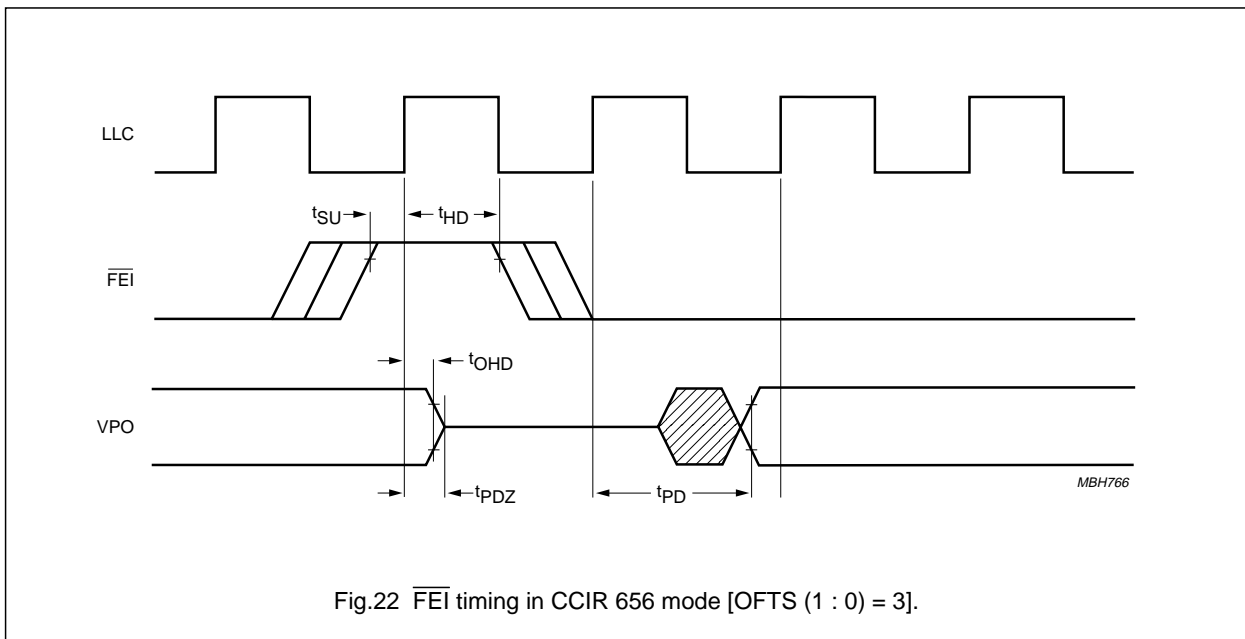 LLC
tSU
tHD
FEI
tOHD
VPO
tPDZ
tPD
MBH766
Fig.22 FEI timing in CCIR 656 mode [OFTS (1 : 0) = 3].